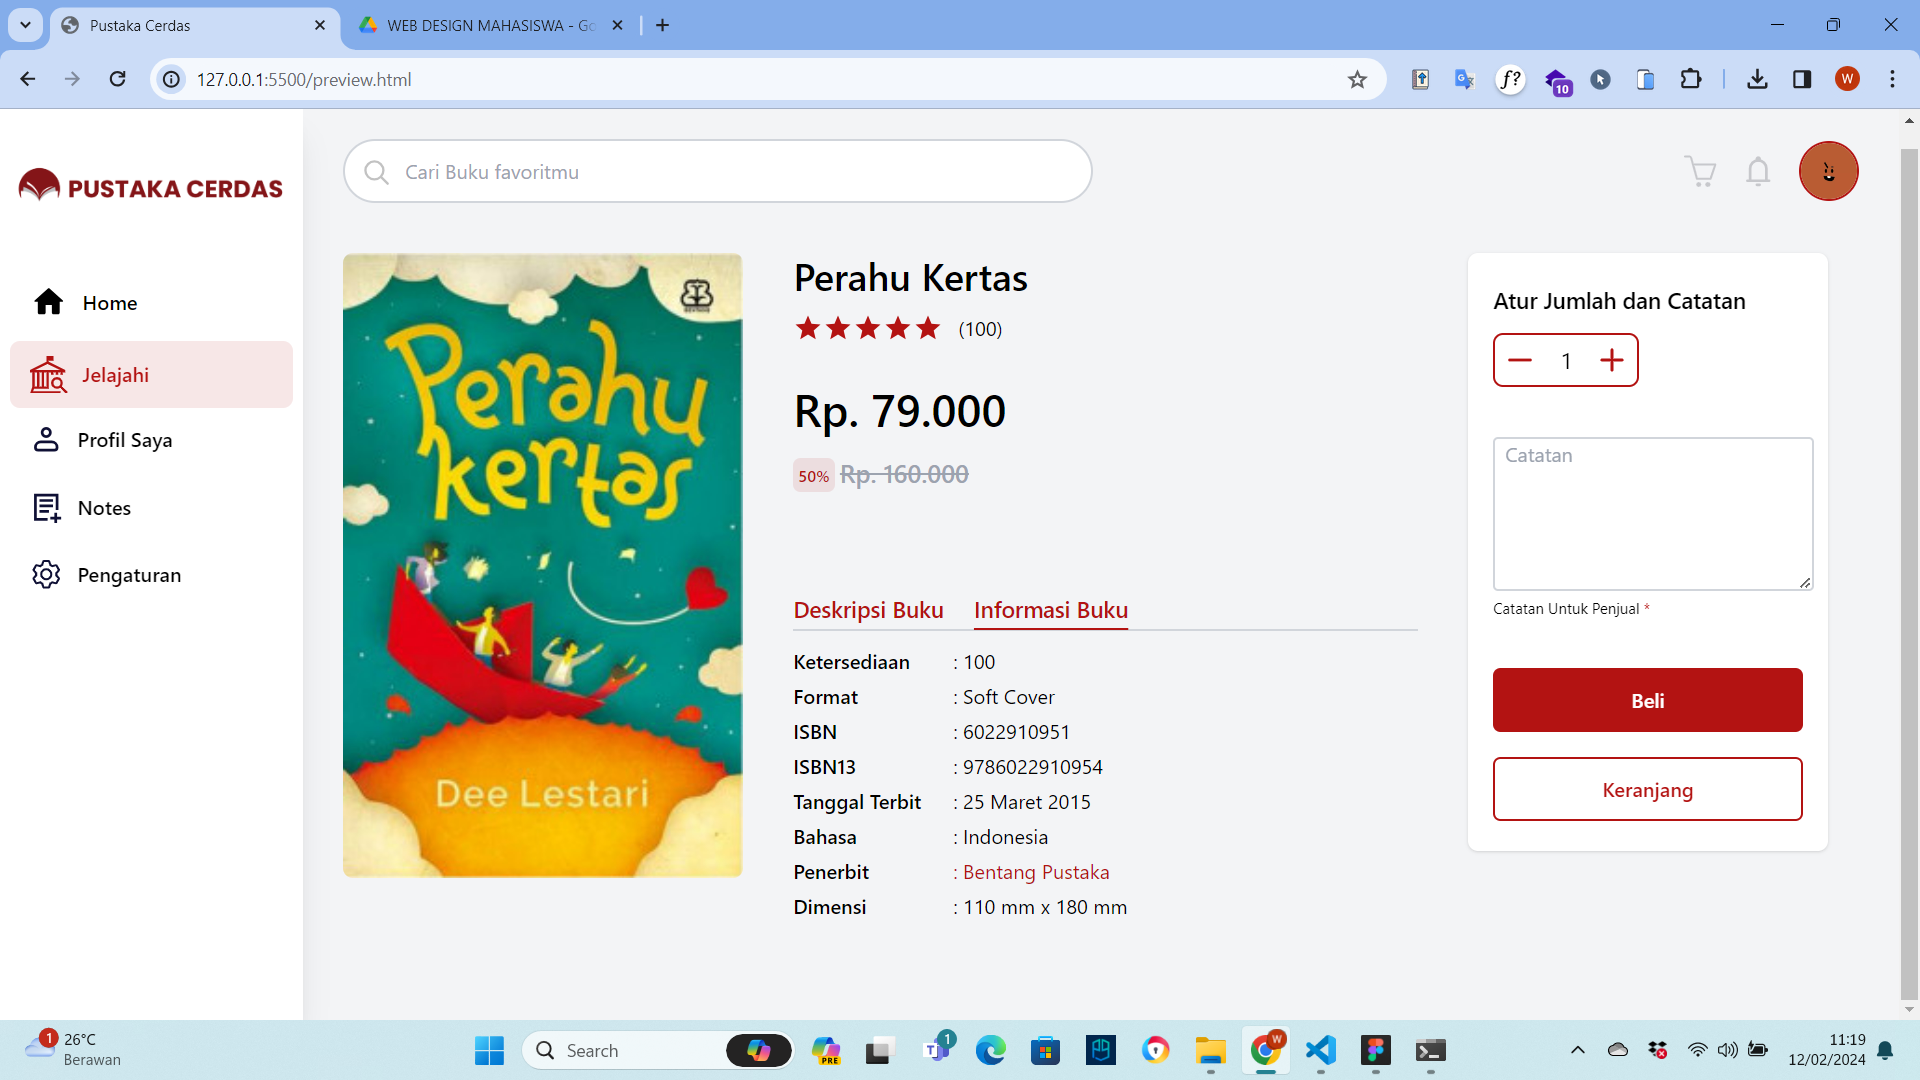 Pustaka Cerdas
WEB DESIGN MAHASISWA - Go
127.0.0.1:5500/preview.html
f?
10
W
PUSTAKA CERDAS
Home
Jelajahi
Profil Saya
Notes
Pengaturan
Cari Buku favoritmu
Perahu
kertas
Dee Lestari
Perahu Kertas
(100)
Rp. 79.000
50% Rp. 160.000
Deskripsi Buku Informasi Buku
Ketersediaan : 100
Format : Soft Cover
ISBN : 6022910951
ISBN13 : 9786022910954
Tanggal Terbit : 25 Maret 2015
Bahasa : Indonesia
Penerbit : Bentang Pustaka
Dimensi : 110 mm x 180 mm
Atur Jumlah dan Catatan
1
Catatan
Catatan Untuk Penjual *
Beli
Keranjang
1
26°C
Berawan
Search
PRE
1
W
11:19
12/02/2024